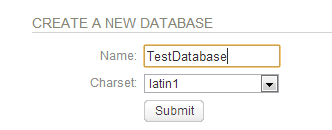 CREATE A NEW DATABASE
Name: TestDatabase
Charset: latin1
Submit